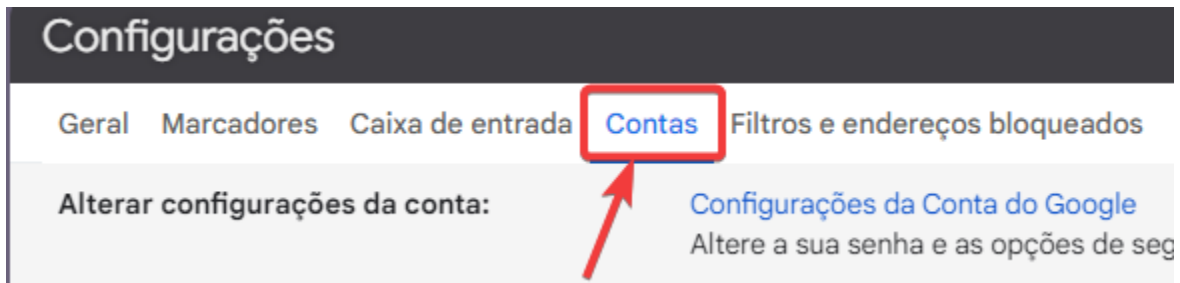 Configurações
Geral Marcadores Caixa de entrada Contas Filtros e endereços bloqueados
Alterar configurações da conta: Configurações da Conta do Google
Altere a sua senha e as opções de seg